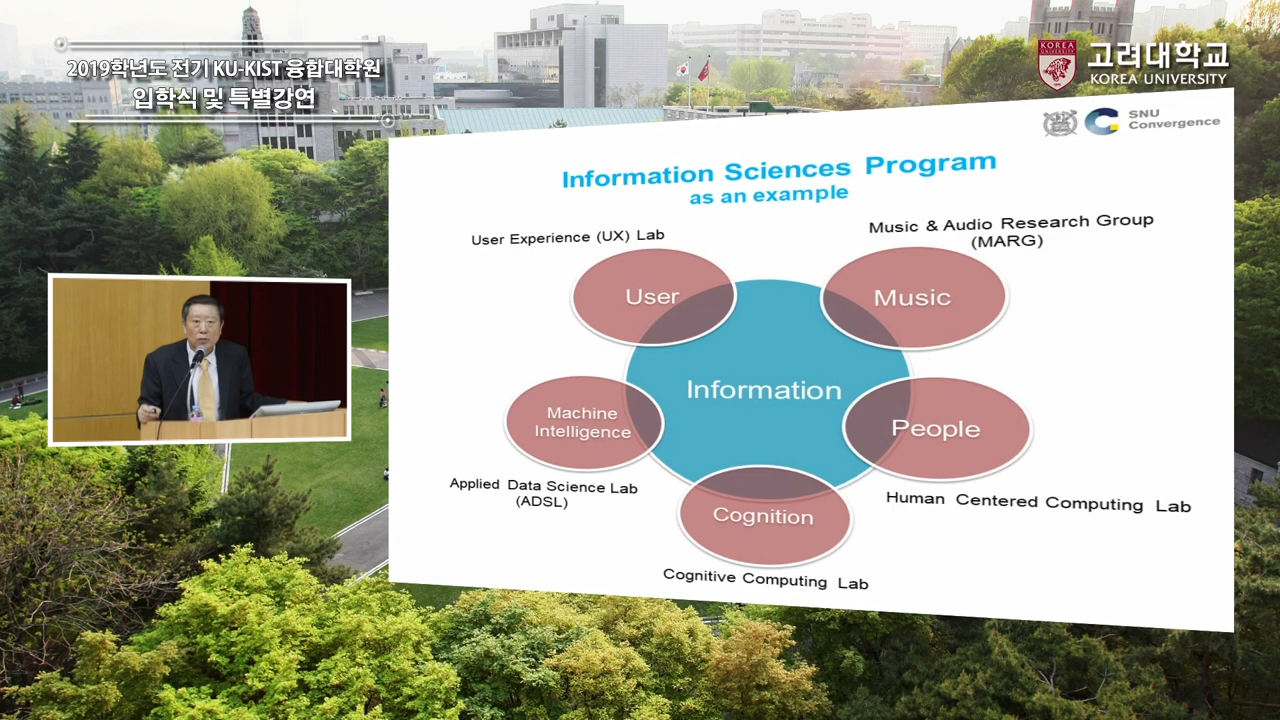 2019학년도 전기 KU-KIST 융합대학원
입학식 및 특별강연
KOREA
UNIVERSITY
고려대학교
KOREA UNIVERSITY
SNU
Convergence
Information Sciences Program
as an example
User Experience (UX) Lab
Music & Audio Research Group
(MARG)
User
Music
Information
Machine
Intelligence
People
Applied Data Science Lab
(ADSL)
Cognition
Human Centered Computing Lab
Cognitive Computing Lab